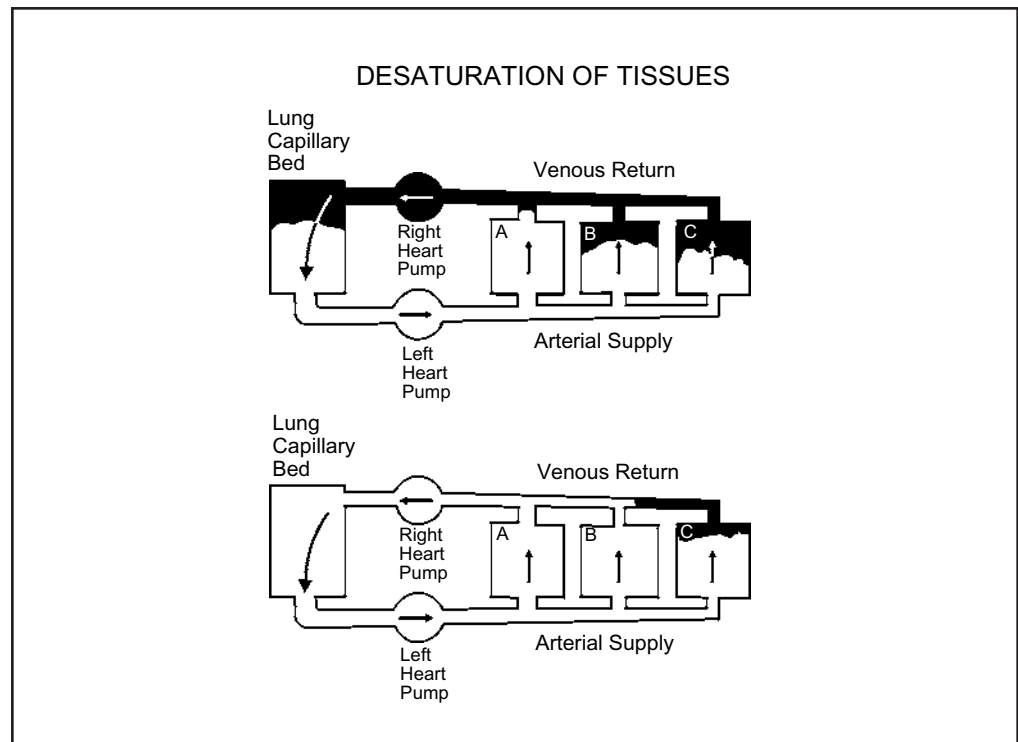 DESATURATION OF TISSUES
Lung
Capillary
Bed
Venous Return
Right
Heart
Pump
A
B
C
Left
Heart
Pump
Arterial Supply
Lung
Capillary
Bed
Venous Return
Right
Heart
Pump
A
B
C
Left
Heart
Pump
Arterial Supply